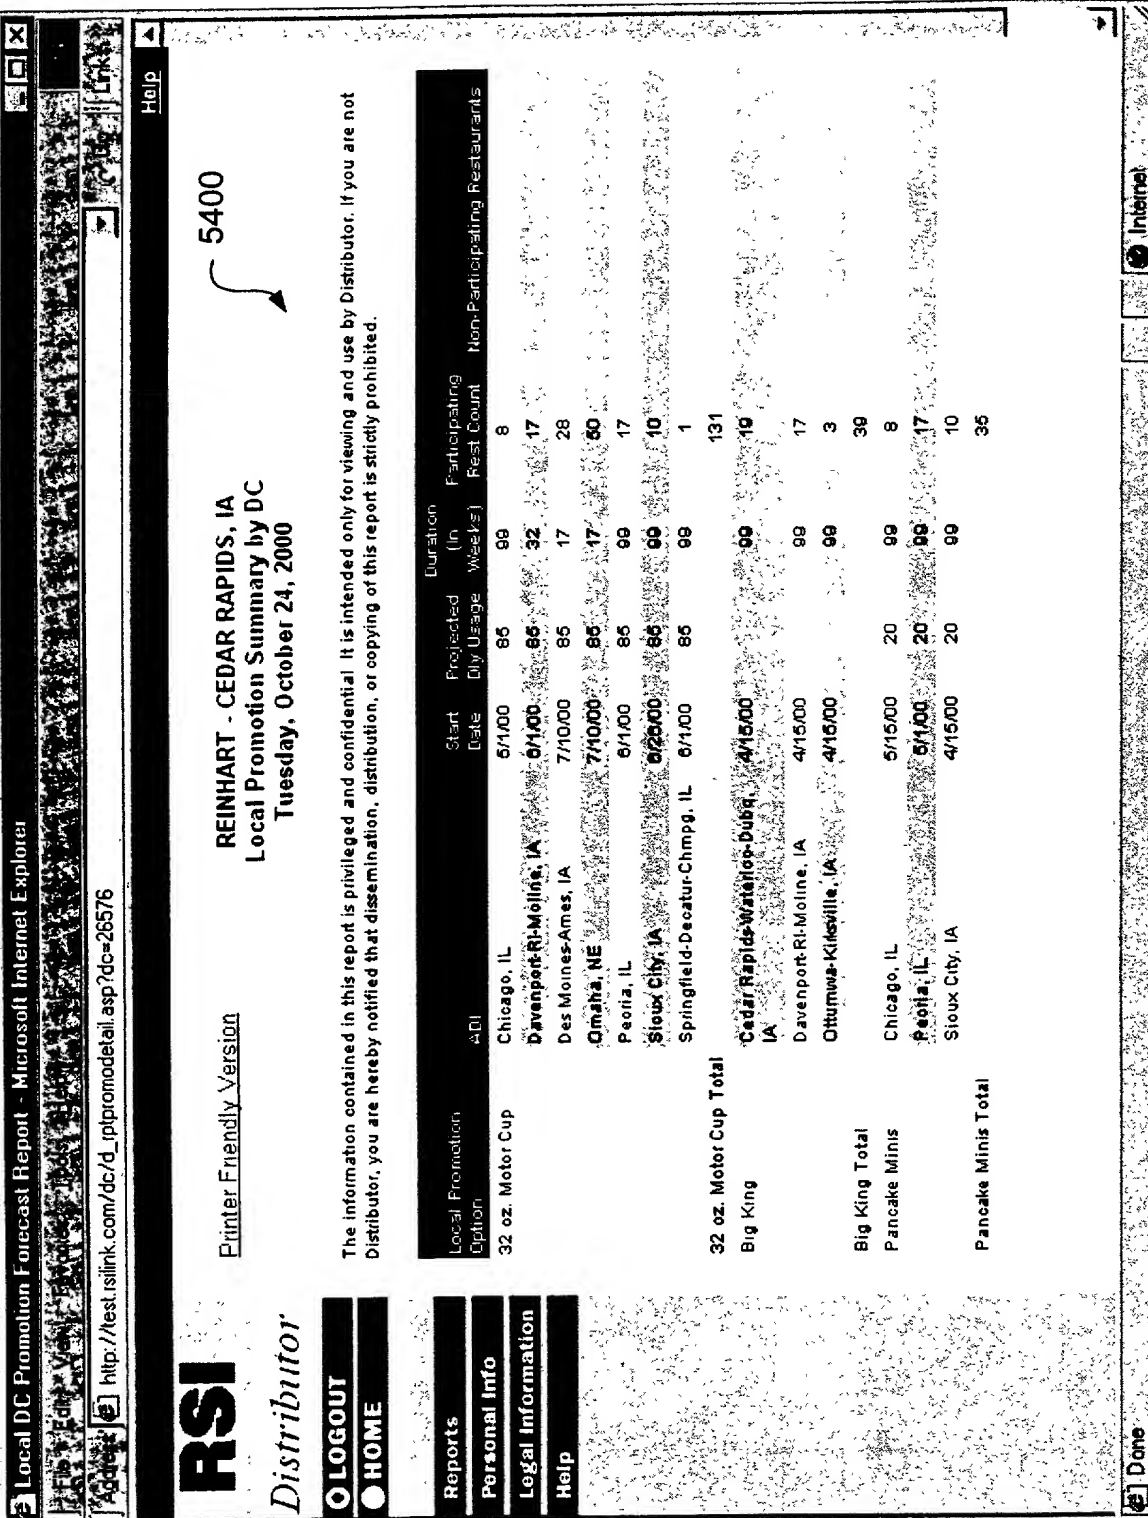 Local DC Promotion Forecast Report - Microsoft Internet Explorer
File Edit View Favorites Tools Help
Address http://test.rsilink.com/dc/d_rptpromodetail.asp?dc=26576 Go Links
Help
RSI
Distributor
LOGOUT
HOME
Reports
Personal Info
Legal Information
Help
Printer Friendly Version
REINHART - CEDAR RAPIDS, IA
Local Promotion Summary by DC
Tuesday, October 24, 2000
5400
The information contained in this report is privileged and confidential It is intended only for viewing and use by Distributor. If you are not
Distributor, you are hereby notified that dissemination, distribution, or copying of this report is strictly prohibited.
Local Promotion Option ADI Start Date Projected Dly Usage Duration (In Weeks) Participating Rest Count Non-Participating Restaurants
32 oz. Motor Cup Chicago, IL 5/1/00 85 99 8
Davenport-RI-Moline, IA 6/1/00 85 32 17
Des Moines-Ames, IA 7/10/00 85 17 28
Omaha, NE 7/10/00 85 17 50
Peoria, IL 6/1/00 85 99 17
Sioux City, IA 6/26/00 85 99 10
Springfield-Decatur-Chmpg, IL 6/1/00 85 99 1
32 oz. Motor Cup Total 131
Big King Cedar Rapids-Waterloo-Dubq, 4/15/00 99 19
IA
Davenport-RI-Moline, IA 4/15/00 99 17
Ottumwa-Kirksville, IA 4/15/00 99 3
Big King Total 39
Pancake Minis Chicago, IL 5/15/00 20 99 8
Peoria, IL 5/1/00 20 99 17
Sioux City, IA 4/15/00 20 99 10
Pancake Minis Total 35
Done Internet